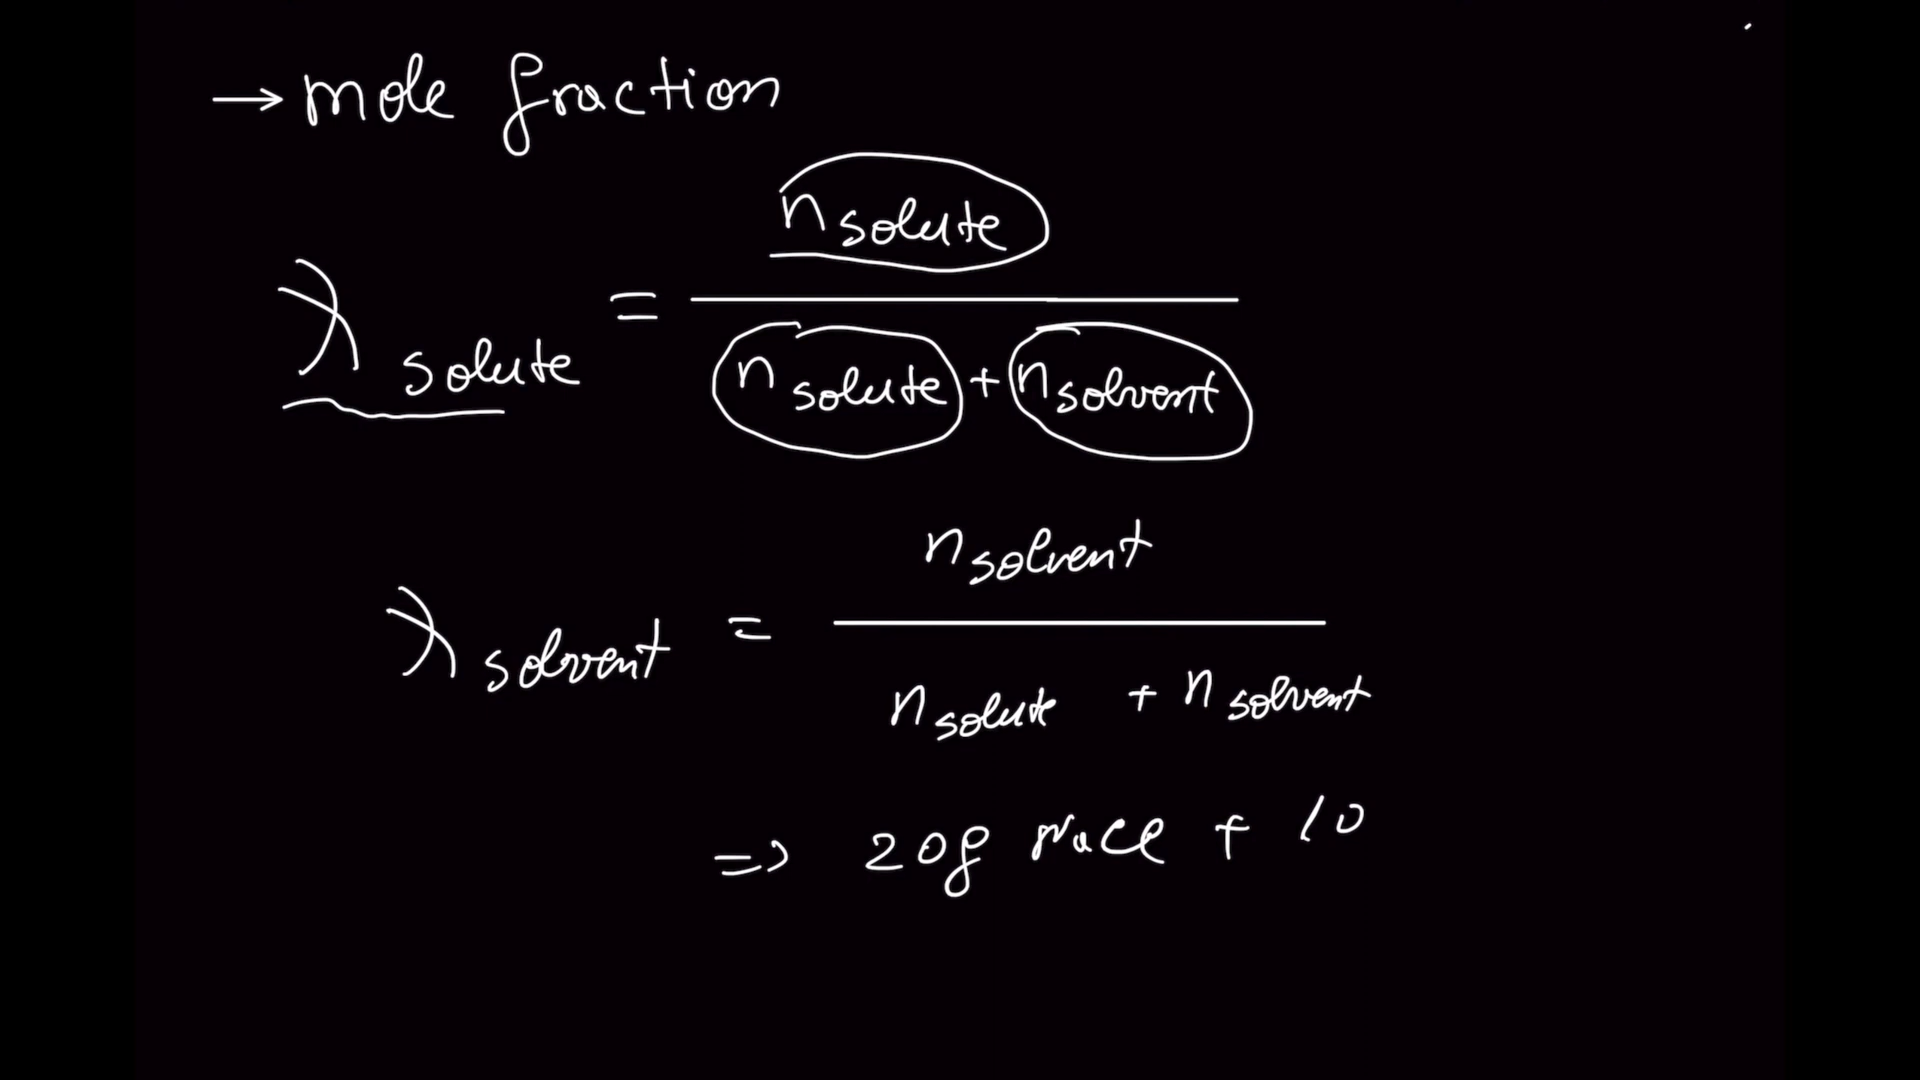 → mole fraction
χ solute = n solute / n solute + n solvent
χ solvent = n solvent / n solute + n solvent
=> 20g NaCl + 10